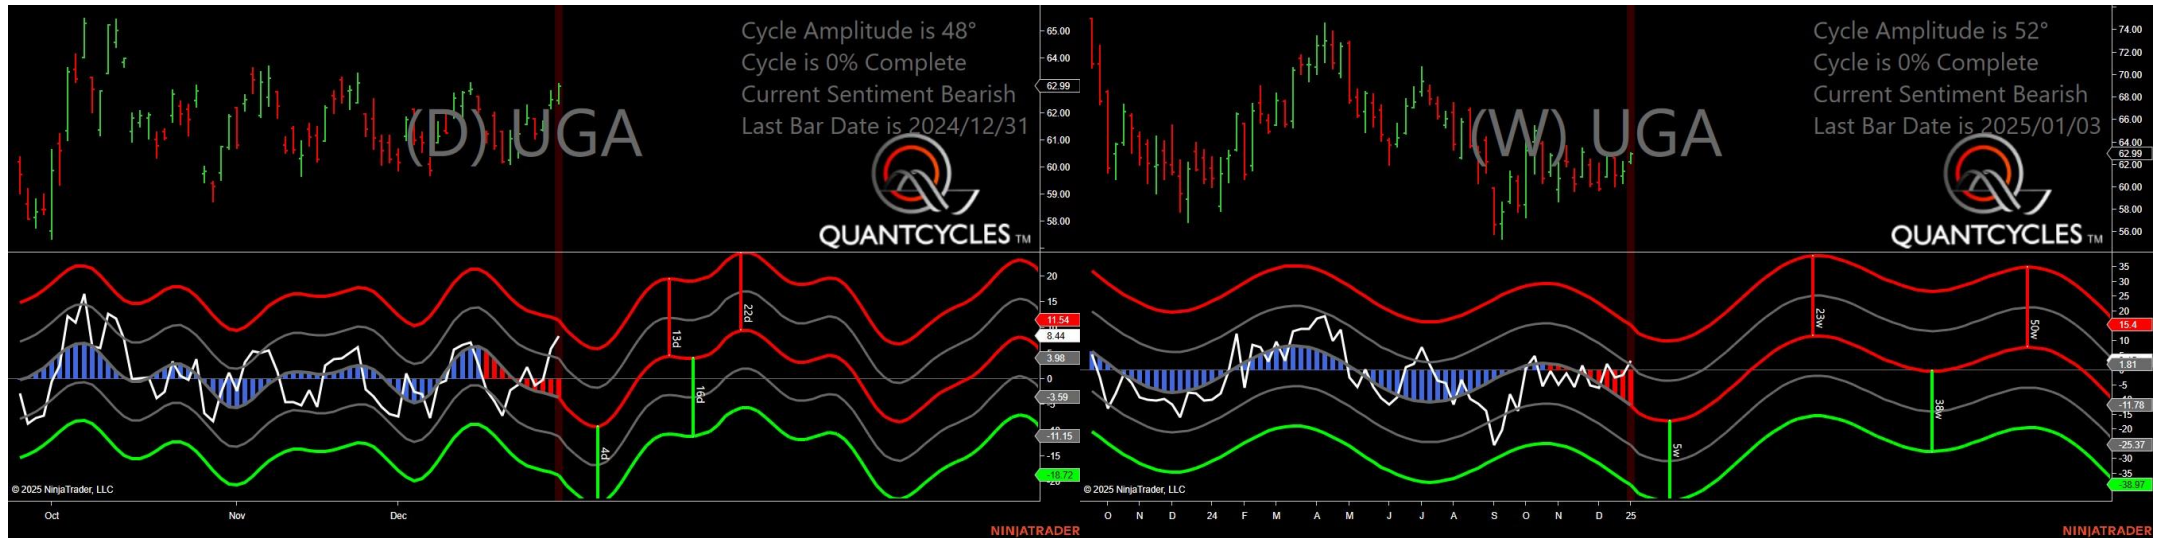 Cycle Amplitude is 48°
Cycle is 0% Complete
Current Sentiment Bearish
Last Bar Date is 2024/12/31
(D) UGA
QUANTCYCLES TM
65.00
64.00
62.99
62.00
61.00
60.00
59.00
58.00
20
15
11.54
8.44
3.98
0
-3.59
-11.15
-15
-18.72
13d
22d
16d
4d
© 2025 NinjaTrader, LLC
Oct
Nov
Dec
NINJATRADER
Cycle Amplitude is 52°
Cycle is 0% Complete
Current Sentiment Bearish
Last Bar Date is 2025/01/03
(W) UGA
QUANTCYCLES TM
74.00
72.00
70.00
68.00
66.00
64.00
62.99
62.00
60.00
58.00
56.00
35
30
25
20
15.4
10
1.81
-5
-11.78
-15
-20
-25.37
-30
-35
-38.97
23w
50w
38w
5w
© 2025 NinjaTrader, LLC
O N D 24 F M A M J J A S O N D 25
NINJATRADER